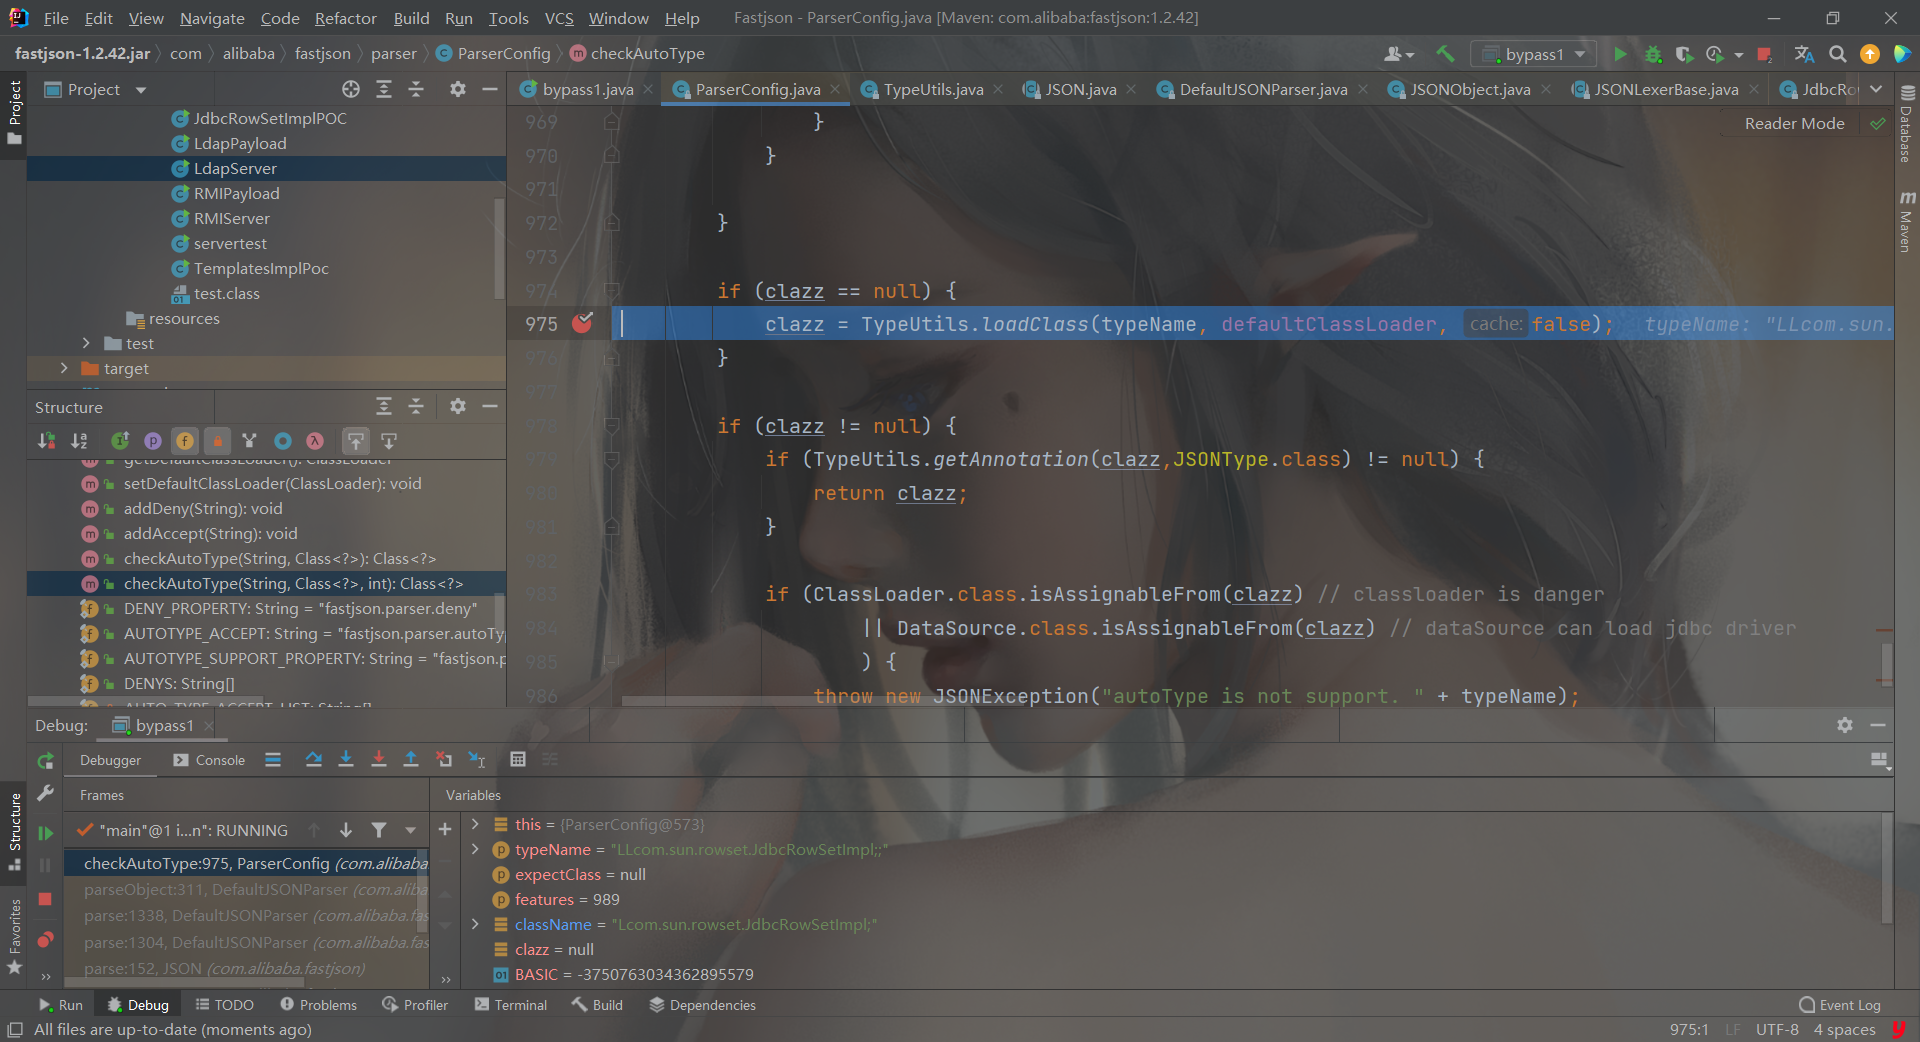 File Edit View Navigate Code Refactor Build Run Tools VCS Window Help Fastjson - ParserConfig.java [Maven: com.alibaba:fastjson:1.2.42]
fastjson-1.2.42.jar com alibaba fastjson parser ParserConfig checkAutoType bypass1
Project
Project
bypass1.java ParserConfig.java TypeUtils.java JSON.java DefaultJSONParser.java JSONObject.java JSONLexerBase.java JdbcRo
JdbcRowSetImplPOC
LdapPayload
LdapServer
RMIPayload
RMIServer
servertest
TemplatesImplPoc
test.class
resources
test
target
Reader Mode
Database
Maven
969 }
970 }
971
972 }
973
974 if (clazz == null) {
975 clazz = TypeUtils.loadClass(typeName, defaultClassLoader, cache: false); typeName: "LLcom.sun.
976 }
977
978 if (clazz != null) {
979 if (TypeUtils.getAnnotation(clazz,JSONType.class) != null) {
980 return clazz;
981 }
982
983 if (ClassLoader.class.isAssignableFrom(clazz) // classloader is danger
984 || DataSource.class.isAssignableFrom(clazz) // dataSource can load jdbc driver
985 ) {
986 throw new JSONException("autoType is not support. " + typeName);
Structure
getDefaultClassLoader(): ClassLoader
setDefaultClassLoader(ClassLoader): void
addDeny(String): void
addAccept(String): void
checkAutoType(String, Class<?>): Class<?>
checkAutoType(String, Class<?>, int): Class<?>
DENY_PROPERTY: String = "fastjson.parser.deny"
AUTOTYPE_ACCEPT: String = "fastjson.parser.autoTy
AUTOTYPE_SUPPORT_PROPERTY: String = "fastjson.p
DENYS: String[]
AUTO_TYPE_ACCEPT_LIST: String[]
Debug: bypass1
Debugger Console
Frames
Variables
"main"@1 i...n": RUNNING
checkAutoType:975, ParserConfig (com.alibaba.
parseObject:311, DefaultJSONParser (com.aliba
parse:1338, DefaultJSONParser (com.alibaba.fas
parse:1304, DefaultJSONParser (com.alibaba.fas
parse:152, JSON (com.alibaba.fastjson)
this = {ParserConfig@573}
typeName = "LLcom.sun.rowset.JdbcRowSetImpl;;"
expectClass = null
features = 989
className = "Lcom.sun.rowset.JdbcRowSetImpl;"
clazz = null
BASIC = -3750763034362895579
Structure
Favorites
Run Debug TODO Problems Profiler Terminal Build Dependencies Event Log
All files are up-to-date (moments ago) 975:1 LF UTF-8 4 spaces